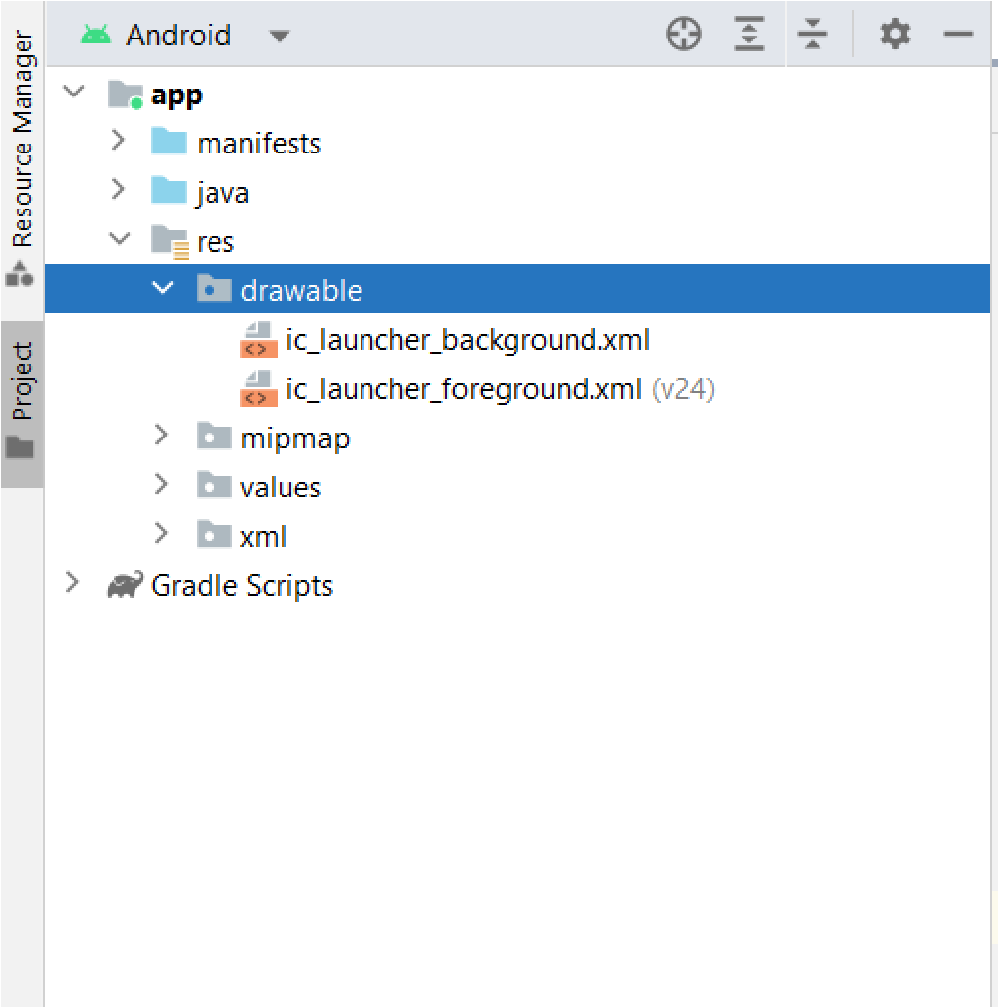 Android
app
manifests
java
res
drawable
ic_launcher_background.xml
ic_launcher_foreground.xml (v24)
mipmap
values
xml
Gradle Scripts
Resource Manager
Project